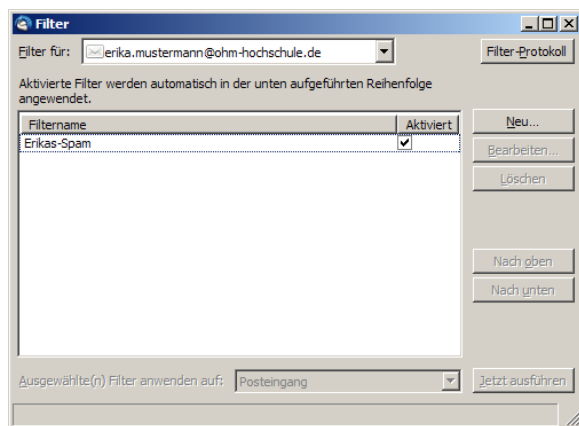 Filter
Filter für: erika.mustermann@ohm-hochschule.de Filter-Protokoll
Aktivierte Filter werden automatisch in der unten aufgeführten Reihenfolge
angewendet.
Filtername Aktiviert
Erikas-Spam
Neu...
Bearbeiten...
Löschen
Nach oben
Nach unten
Ausgewählte(n) Filter anwenden auf: Posteingang Jetzt ausführen